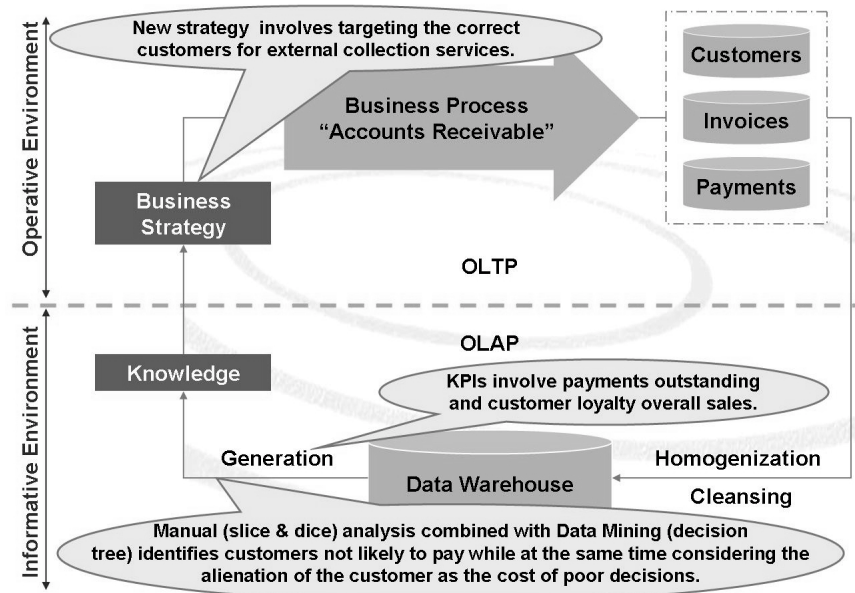 New strategy involves targeting the correct
customers for external collection services.
Customers
Business Process
"Accounts Receivable"
Invoices
Payments
Operative Environment
Business
Strategy
OLTP
OLAP
Informative Environment
Knowledge
KPIs involve payments outstanding
and customer loyalty overall sales.
Generation
Data Warehouse
Homogenization
Cleansing
Manual (slice & dice) analysis combined with Data Mining (decision
tree) identifies customers not likely to pay while at the same time considering the
alienation of the customer as the cost of poor decisions.